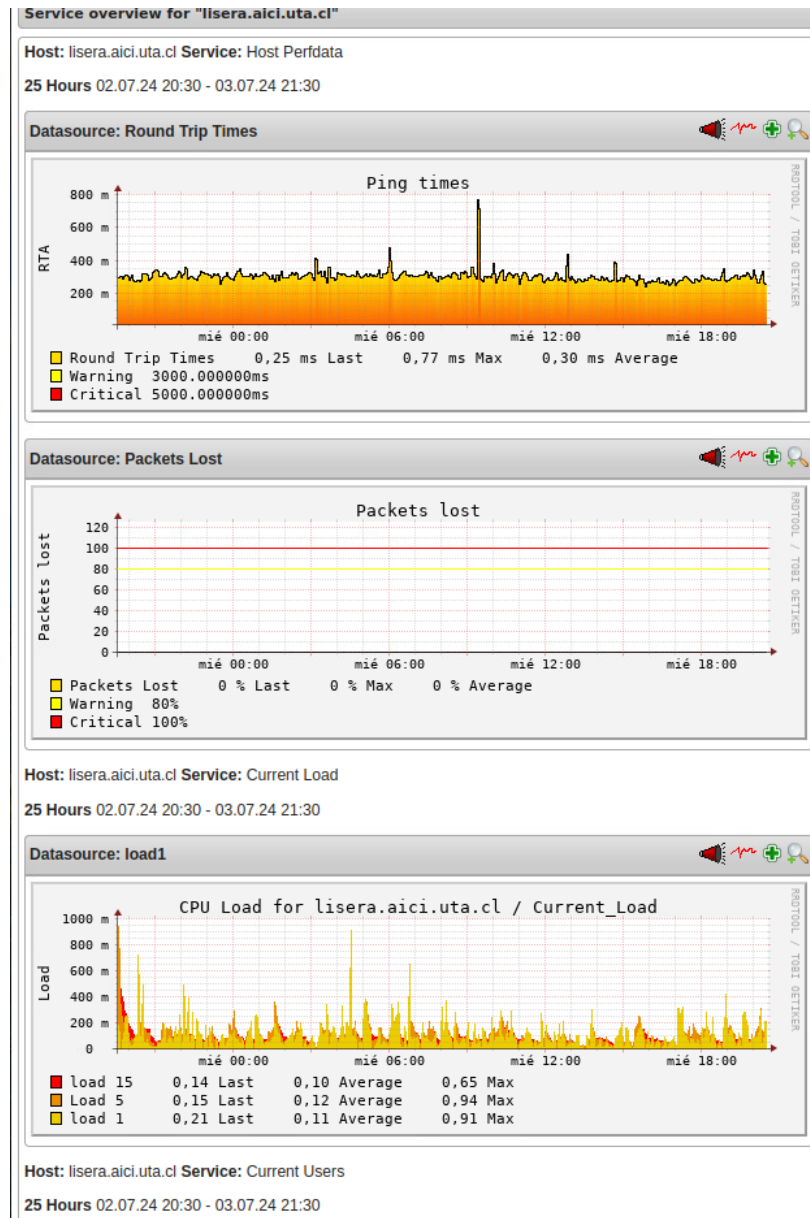 Service overview for "lisera.aici.uta.cl"
Host: lisera.aici.uta.cl Service: Host Perfdata
25 Hours 02.07.24 20:30 - 03.07.24 21:30
Datasource: Round Trip Times
Ping times
RRDTOOL / TOBI OETIKER
RTA
800 m
600 m
400 m
200 m
mié 00:00 mié 06:00 mié 12:00 mié 18:00
Round Trip Times 0,25 ms Last 0,77 ms Max 0,30 ms Average
Warning 3000.000000ms
Critical 5000.000000ms
Datasource: Packets Lost
Packets lost
RRDTOOL / TOBI OETIKER
Packets lost
120
100
80
60
40
20
0
mié 00:00 mié 06:00 mié 12:00 mié 18:00
Packets Lost 0 % Last 0 % Max 0 % Average
Warning 80%
Critical 100%
Host: lisera.aici.uta.cl Service: Current Load
25 Hours 02.07.24 20:30 - 03.07.24 21:30
Datasource: load1
CPU Load for lisera.aici.uta.cl / Current_Load
RRDTOOL / TOBI OETIKER
Load
1000 m
800 m
600 m
400 m
200 m
0
mié 00:00 mié 06:00 mié 12:00 mié 18:00
load 15 0,14 Last 0,10 Average 0,65 Max
Load 5 0,15 Last 0,12 Average 0,94 Max
load 1 0,21 Last 0,11 Average 0,91 Max
Host: lisera.aici.uta.cl Service: Current Users
25 Hours 02.07.24 20:30 - 03.07.24 21:30